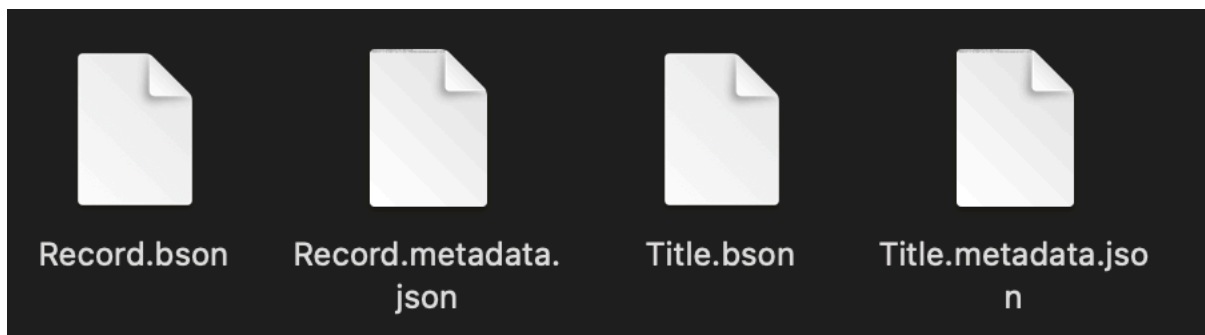 Record.bson
Record.metadata.
json
Title.bson
Title.metadata.jso
n